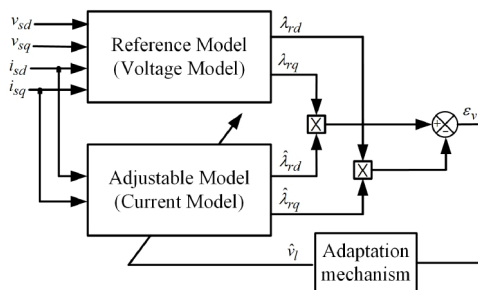 v_sd
v_sq
i_sd
i_sq
Reference Model
(Voltage Model)
λ_rd
λ_rq
X
+
−
ε_v
Adjustable Model
(Current Model)
λ̂_rd
λ̂_rq
X
v̂_l
Adaptation
mechanism